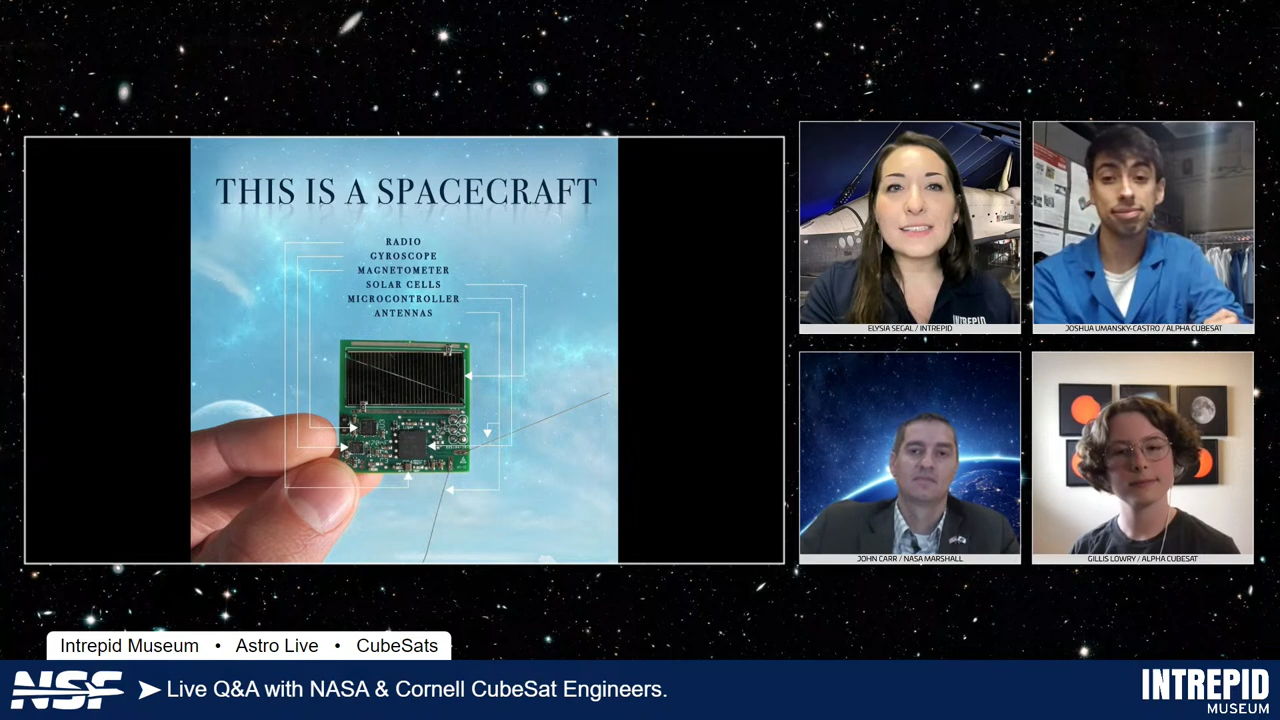 THIS IS A SPACECRAFT
RADIO
GYROSCOPE
MAGNETOMETER
SOLAR CELLS
MICROCONTROLLER
ANTENNAS
INTREPID
ELYSIA SEGAL / INTREPID
JOSHUA UMANSKY-CASTRO / ALPHA CUBESAT
JOHN CARR / NASA MARSHALL
GILLIS LOWRY / ALPHA CUBESAT
Intrepid Museum • Astro Live • CubeSats
NSF
Live Q&A with NASA & Cornell CubeSat Engineers.
INTREPID
MUSEUM